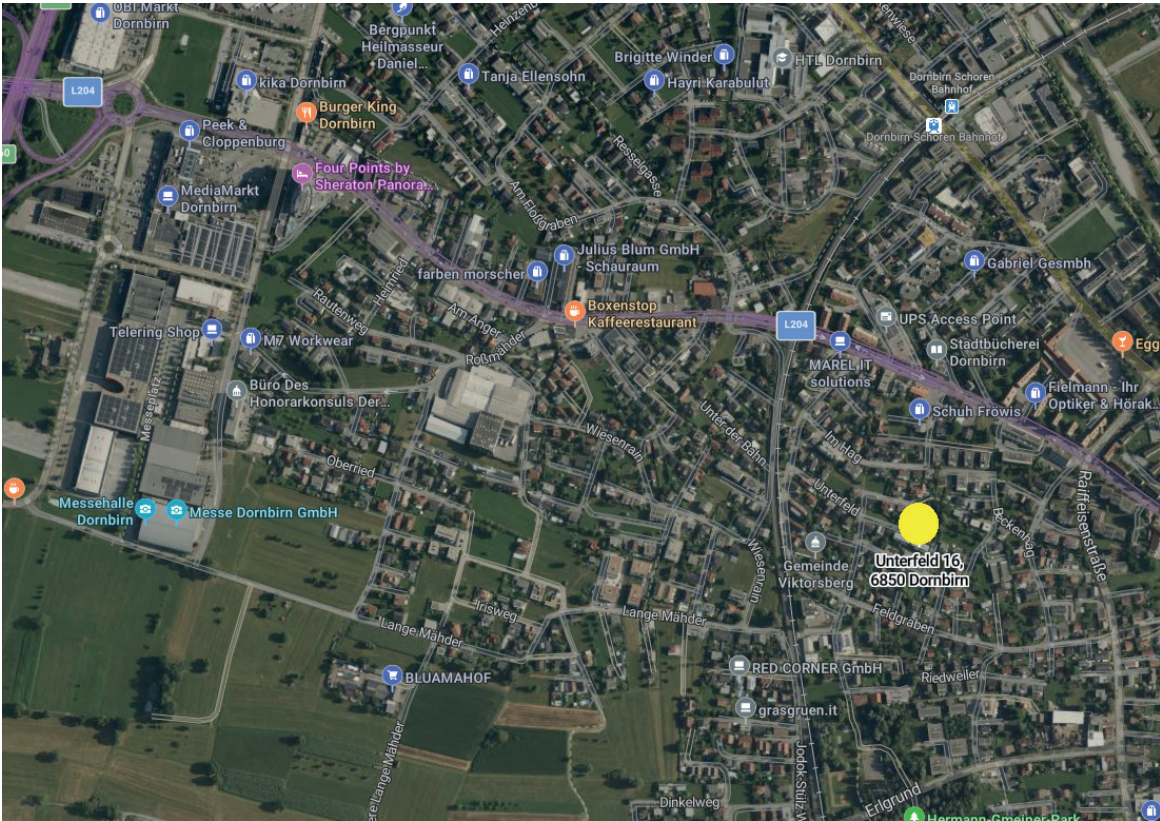 OBI Markt
Dornbirn
Bergpunkt
Heilmasseur
Daniel...
Brigitte Winder
HTL Dornbirn
Dornbirn Schoren
Bahnhof
kika Dornbirn
Tanja Ellensohn
Hayri Karabulut
L204
Burger King
Dornbirn
Peek &
Cloppenburg
Dornbirn Schoren Bahnhof
Resselgasse
Four Points by
Sheraton Panora...
MediaMarkt
Dornbirn
Am Floßgraben
Julius Blum GmbH
Schauraum
farben morscher
Gabriel Gesmbh
Heimried
Rautenweg
Am Anger
Boxenstop
Kaffeerestaurant
L204
UPS Access Point
Telering Shop
M7 Workwear
Roßmähder
Stadtbücherei
Dornbirn
Egg
MAREL IT
solutions
Büro Des
Honorarkonsuls Der...
Fielmann - Ihr
Optiker & Hörak...
Messeplatz
Schuh Fröwis
Unter der Bahn
Im Hag
Wiesenrain
Oberried
Unterfeld
Raiffeisenstraße
Messehalle
Dornbirn
Messe Dornbirn GmbH
Beckenhag
Gemeinde
Viktorsberg
Unterfeld 16,
6850 Dornbirn
Wiesenrain
Irisweg
Lange Mähder
Feldgraben
Lange Mähder
BLUAMAHOF
RED CORNER GmbH
Riedweiler
grasgruen.it
ere Lange Mähder
Jodok-Stülz-W
Dinkelweg
Erlgrund
Hermann-Gmeiner-Park